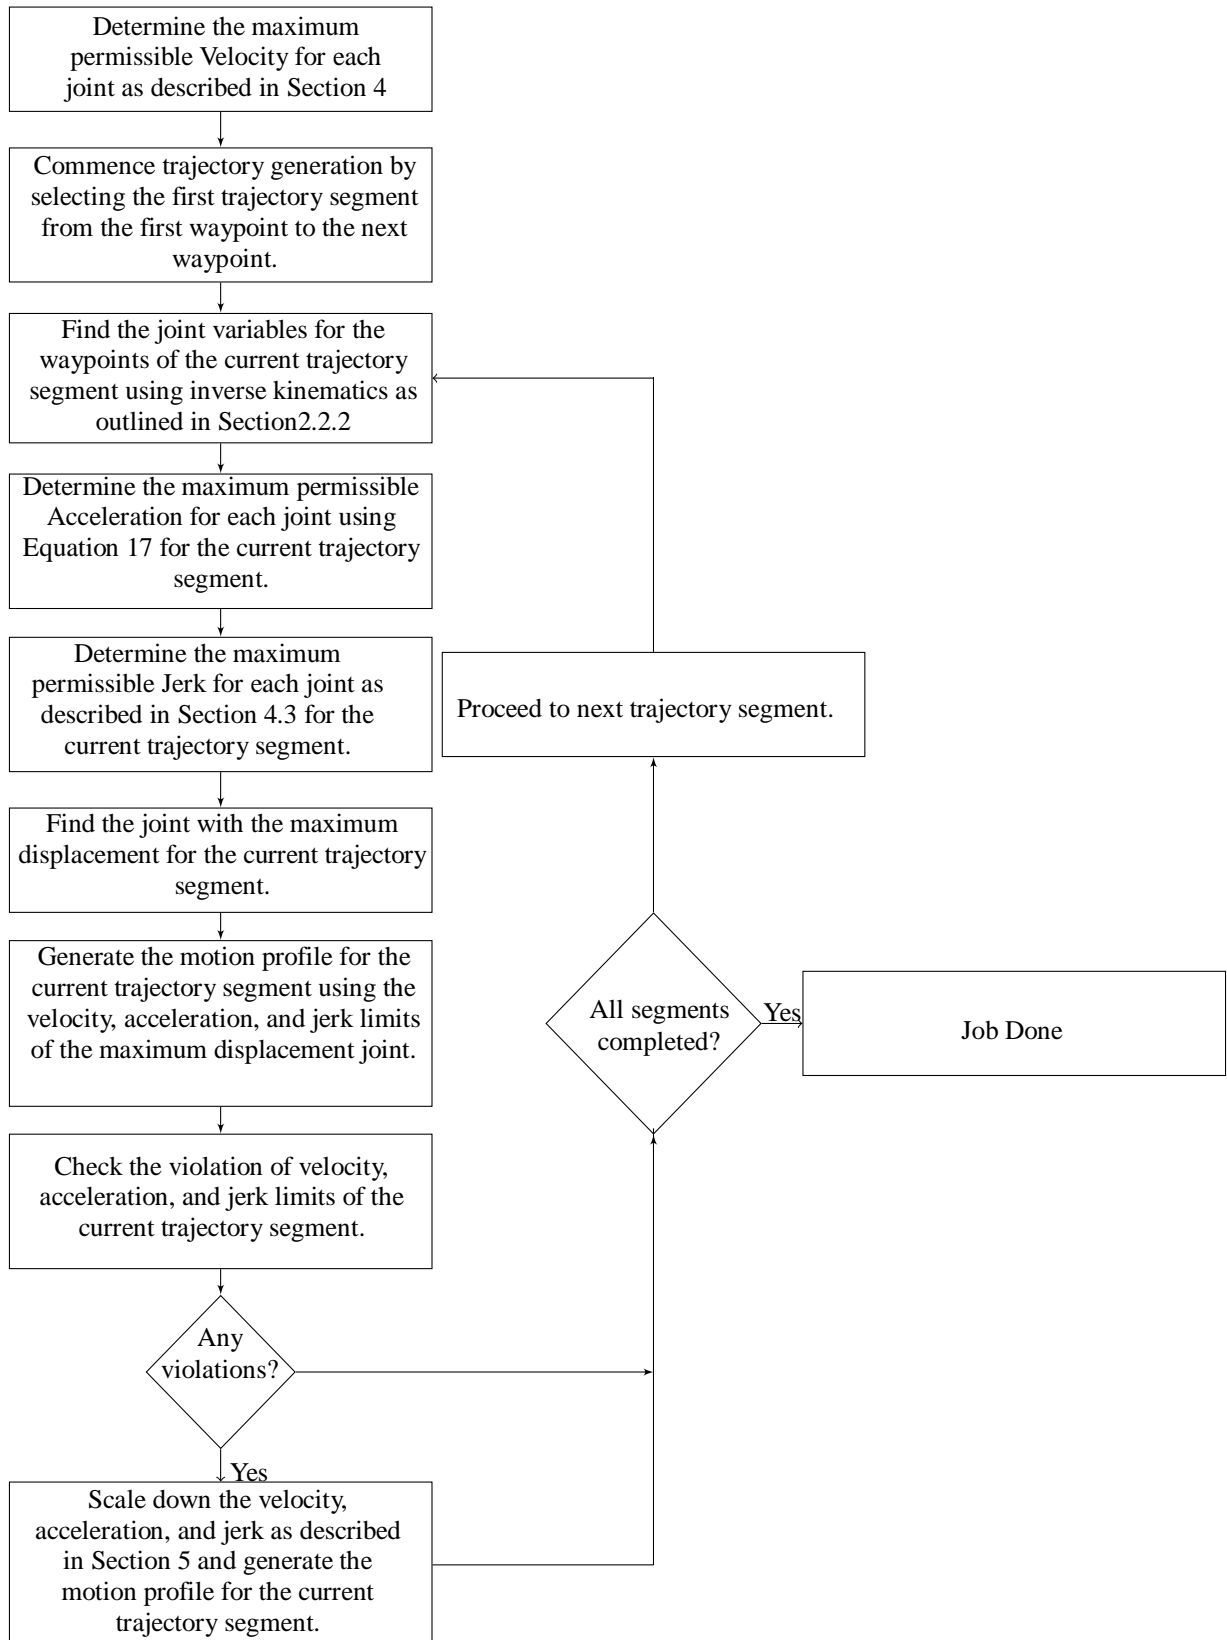 Determine the maximum
permissible Velocity for each
joint as described in Section 4
Commence trajectory generation by
selecting the first trajectory segment
from the first waypoint to the next
waypoint.
Find the joint variables for the
waypoints of the current trajectory
segment using inverse kinematics as
outlined in Section2.2.2
Determine the maximum permissible
Acceleration for each joint using
Equation 17 for the current trajectory
segment.
Determine the maximum
permissible Jerk for each joint as
described in Section 4.3 for the
current trajectory segment.
Find the joint with the maximum
displacement for the current trajectory
segment.
Generate the motion profile for the
current trajectory segment using the
velocity, acceleration, and jerk limits
of the maximum displacement joint.
Check the violation of velocity,
acceleration, and jerk limits of the
current trajectory segment.
Any
violations?
Yes
Scale down the velocity,
acceleration, and jerk as described
in Section 5 and generate the
motion profile for the current
trajectory segment.
Proceed to next trajectory segment.
All segments
completed?
Yes
Job Done